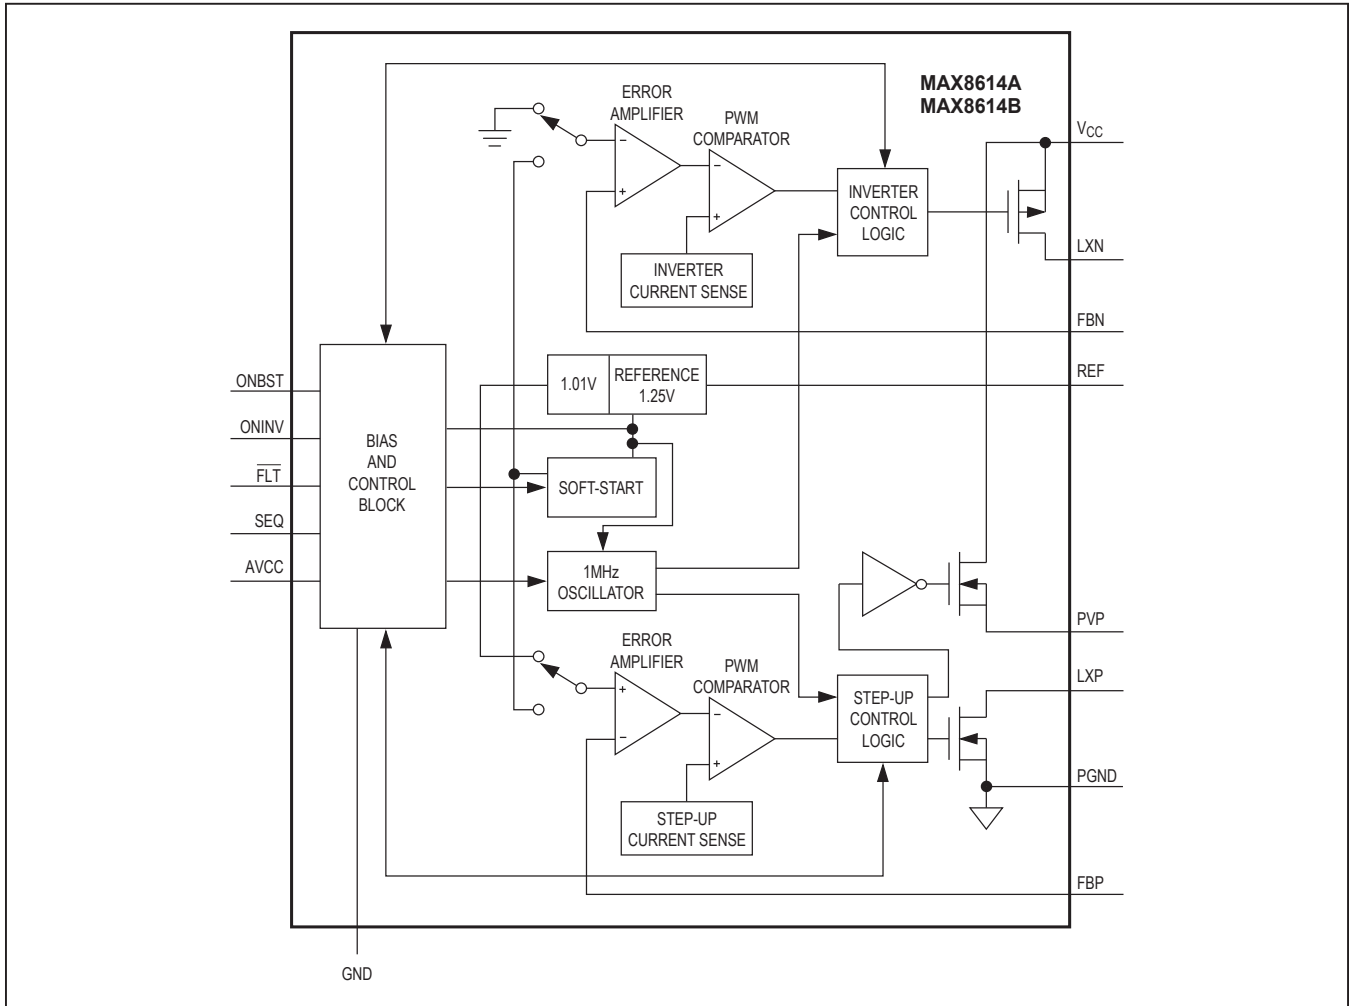 MAX8614A
MAX8614B
ERROR
AMPLIFIER
PWM
COMPARATOR
VCC
−
+
−
+
INVERTER
CONTROL
LOGIC
LXN
INVERTER
CURRENT SENSE
FBN
REF
1.01V
REFERENCE
1.25V
ONBST
ONINV
FLT
SEQ
AVCC
BIAS
AND
CONTROL
BLOCK
SOFT-START
1MHz
OSCILLATOR
PVP
ERROR
AMPLIFIER
PWM
COMPARATOR
+
−
−
+
STEP-UP
CONTROL
LOGIC
LXP
PGND
STEP-UP
CURRENT SENSE
FBP
GND